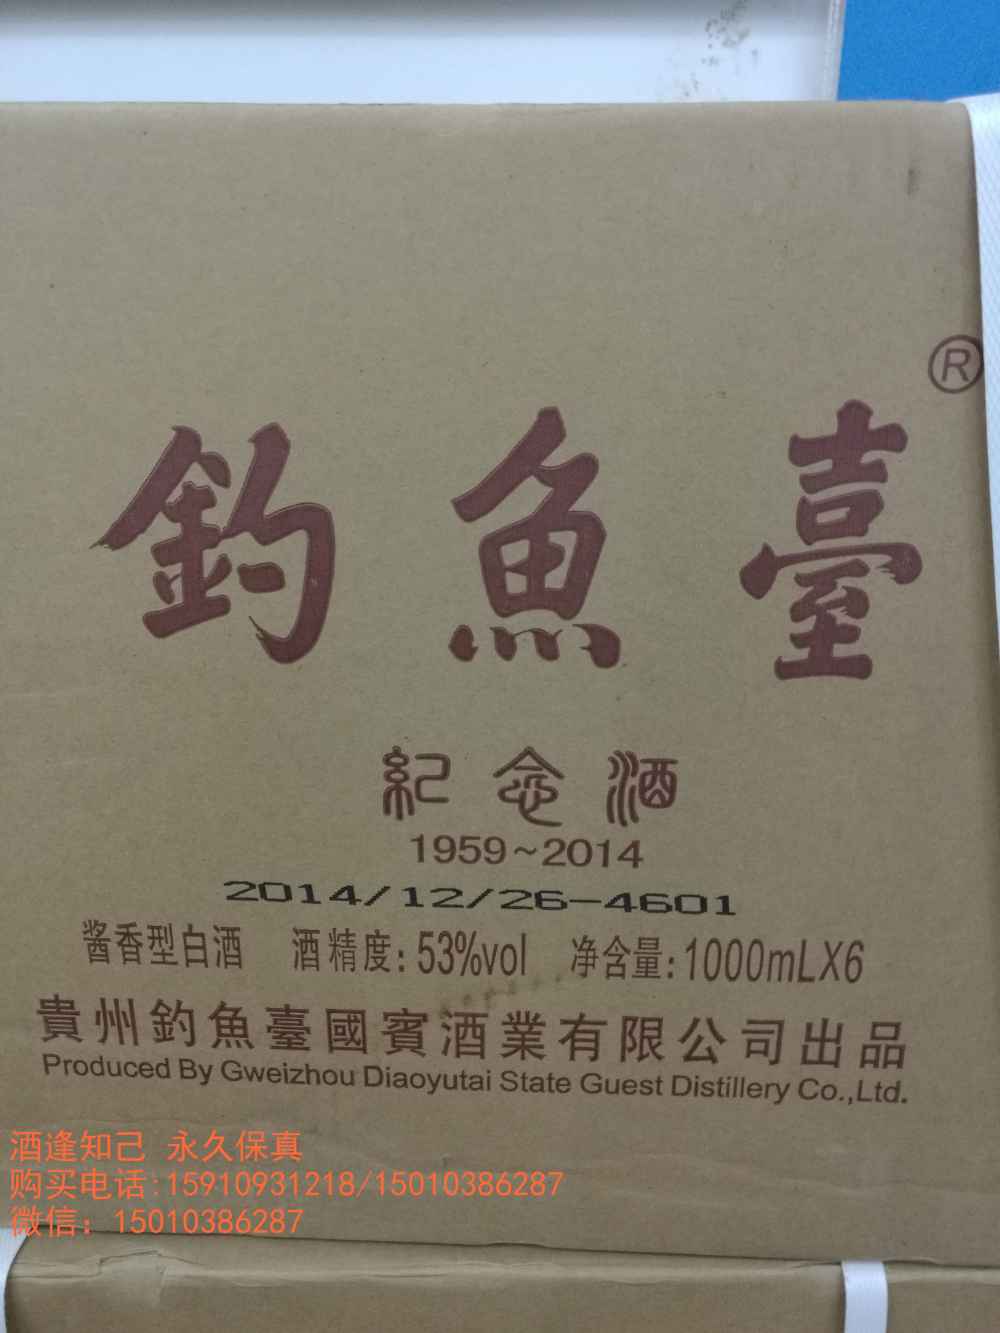 ®
釣魚臺
紀念酒
1959~2014
2014/12/26-4601
酱香型白酒 酒精度:53%vol 净含量:1000mLX6
貴州釣魚臺國賓酒業有限公司出品
Produced By Gweizhou Diaoyutai State Guest Distillery Co.,Ltd.
酒逢知己 永久保真
购买电话:15910931218/15010386287
微信：15010386287